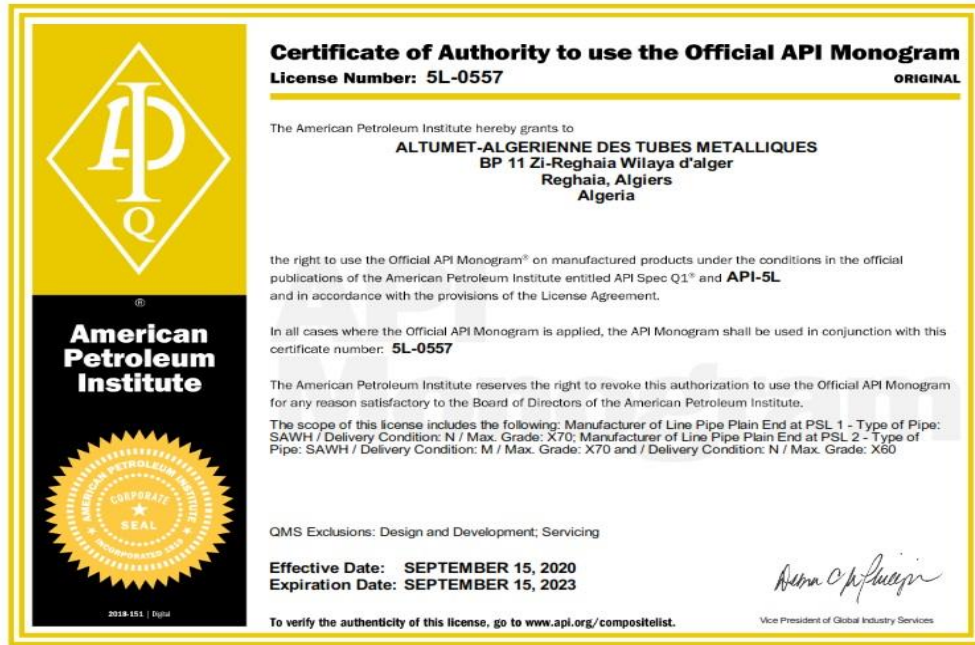 Certificate of Authority to use the Official API Monogram
License Number: 5L-0557
ORIGINAL
The American Petroleum Institute hereby grants to
ALTUMET-ALGERIENNE DES TUBES METALLIQUES
BP 11 Zi-Reghaia Wilaya d'alger
Reghaia, Algiers
Algeria
the right to use the Official API Monogram® on manufactured products under the conditions in the official
publications of the American Petroleum Institute entitled API Spec Q1® and API-5L
and in accordance with the provisions of the License Agreement.
In all cases where the Official API Monogram is applied, the API Monogram shall be used in conjunction with this
certificate number: 5L-0557
The American Petroleum Institute reserves the right to revoke this authorization to use the Official API Monogram
for any reason satisfactory to the Board of Directors of the American Petroleum Institute.
The scope of this license includes the following: Manufacturer of Line Pipe Plain End at PSL 1 - Type of Pipe:
SAWH / Delivery Condition: N / Max. Grade: X70; Manufacturer of Line Pipe Plain End at PSL 2 - Type of
Pipe: SAWH / Delivery Condition: M / Max. Grade: X70 and / Delivery Condition: N / Max. Grade: X60
QMS Exclusions: Design and Development; Servicing
Effective Date: SEPTEMBER 15, 2020
Expiration Date: SEPTEMBER 15, 2023
To verify the authenticity of this license, go to www.api.org/compositelist.
Vice President of Global Industry Services
API
Monogram
API
Q
®
American
Petroleum
Institute
AMERICAN PETROLEUM INSTITUTE
CORPORATE
SEAL
INCORPORATED 1919
2018-151 | Digital